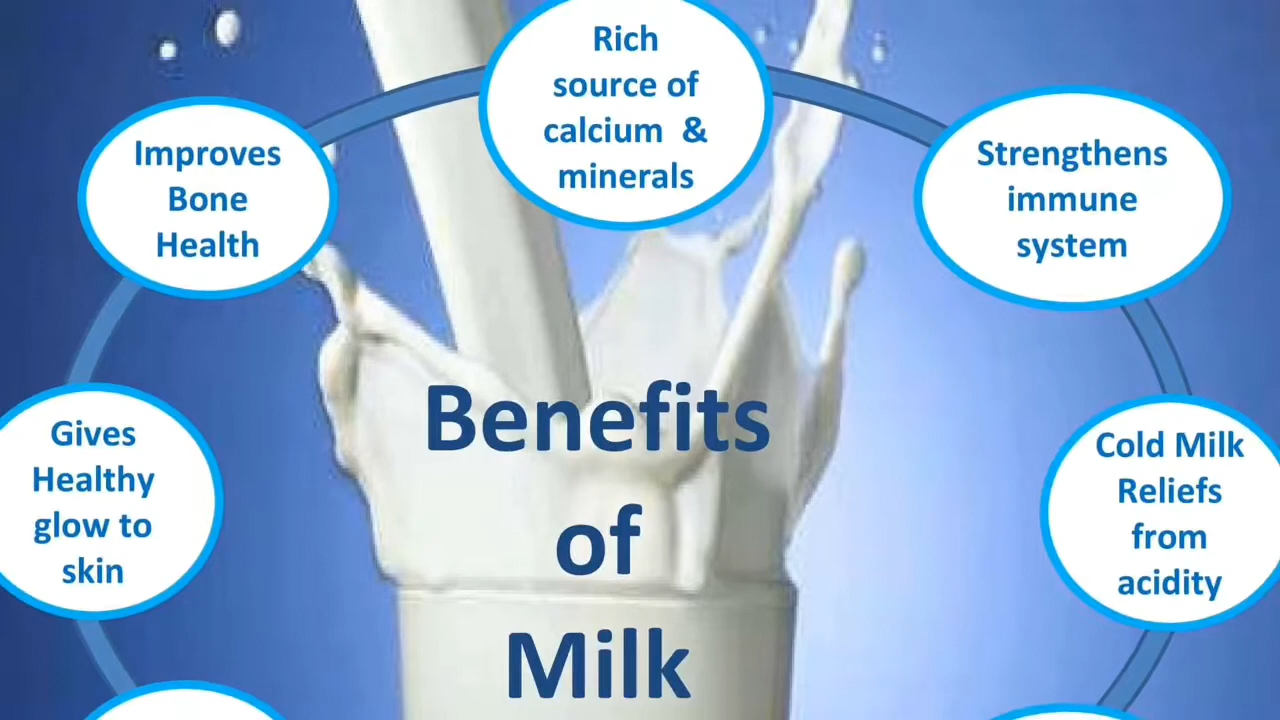 Rich
source of
calcium & 
minerals
Improves
Bone
Health
Strengthens
immune
system
Gives
Healthy
glow to
skin
Cold Milk
Reliefs
from
acidity
Benefits
of
Milk